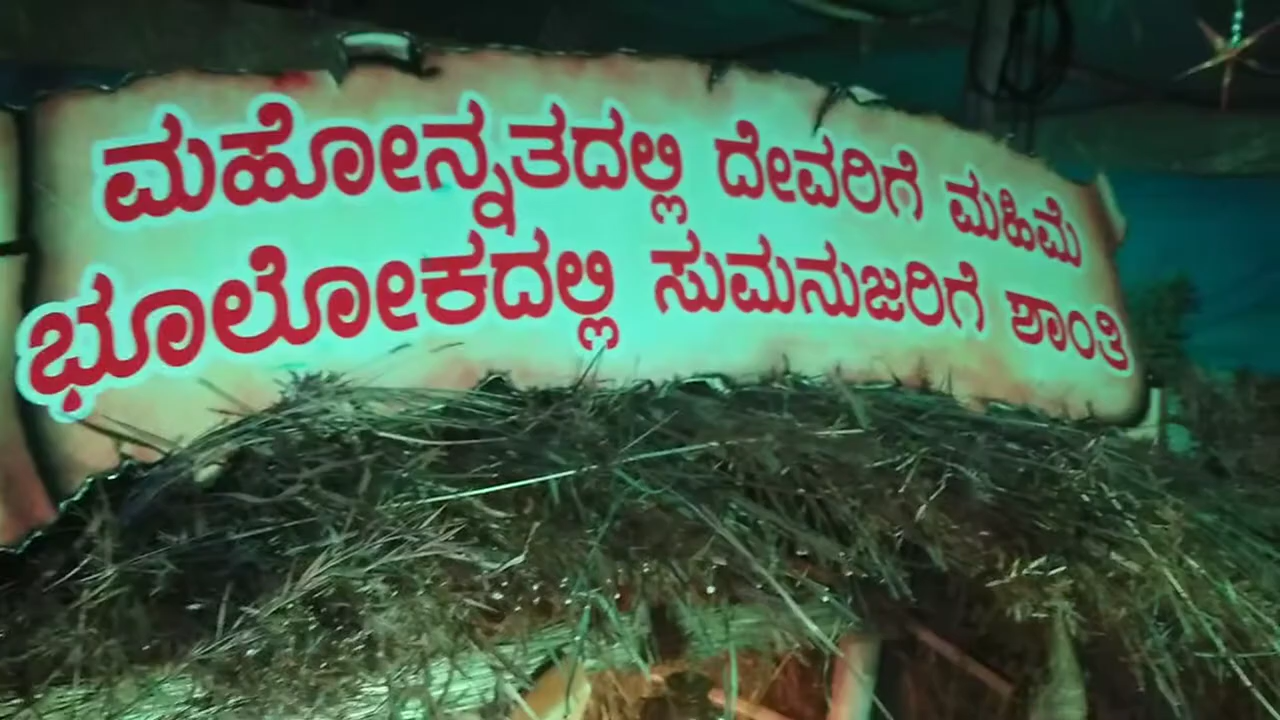 ಮಹೋನ್ನತದಲ್ಲಿ ದೇವರಿಗೆ ಮಹಿಮೆ
ಭೂಲೋಕದಲ್ಲಿ ಸುಮನುಜರಿಗೆ ಶಾಂತಿ